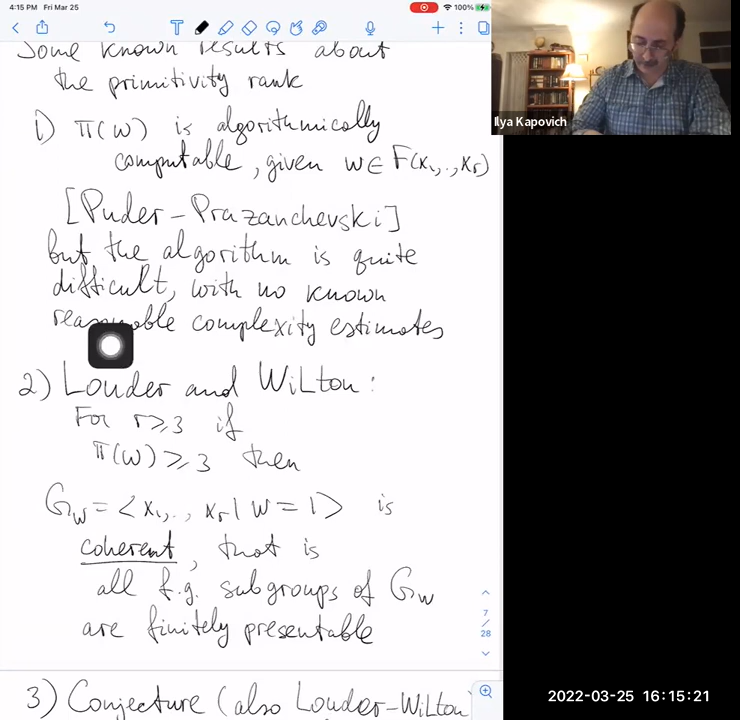 4:15 PM Fri Mar 25
100%
Some known results about
the primitivity rank
1) π(w) is algorithmically
computable, given w∈F(x₁,.,xᵣ)
[Puder-Prazanchevski]
but the algorithm is quite
difficult, with no known
reasonable complexity estimates
2) Louder and Wilton:
For r≥3 if
π(w)≥3 then
G_w = <x₁,., xᵣ| w = 1> is
coherent, that is
all f.g. subgroups of G_w
are finitely presentable
7
/
28
3) Conjecture (also Louder-Wilton
Ilya Kapovich
2022-03-25 16:15:21